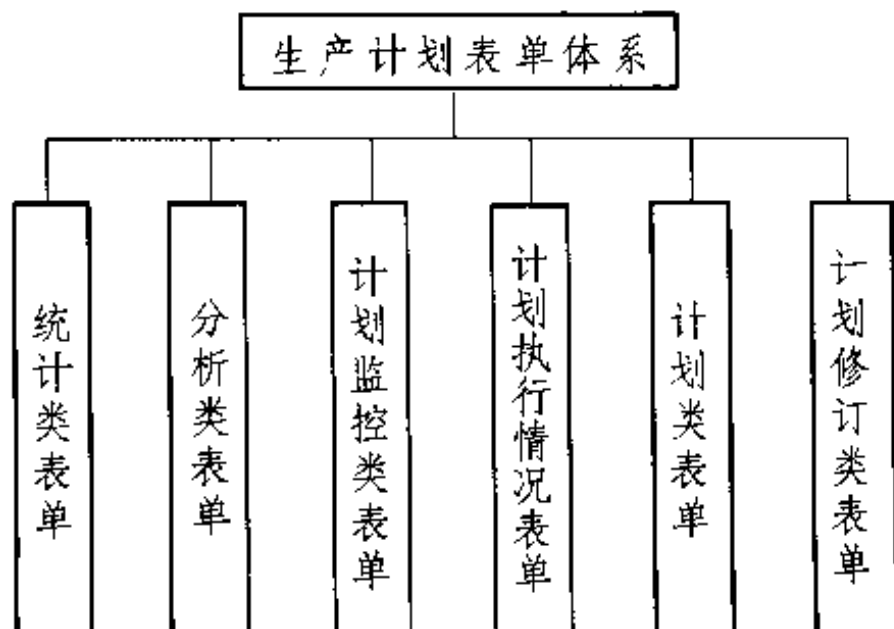 生产计划表单体系
统计类表单
分析类表单
计划监控类表单
计划执行情况表单
计划类表单
计划修订类表单